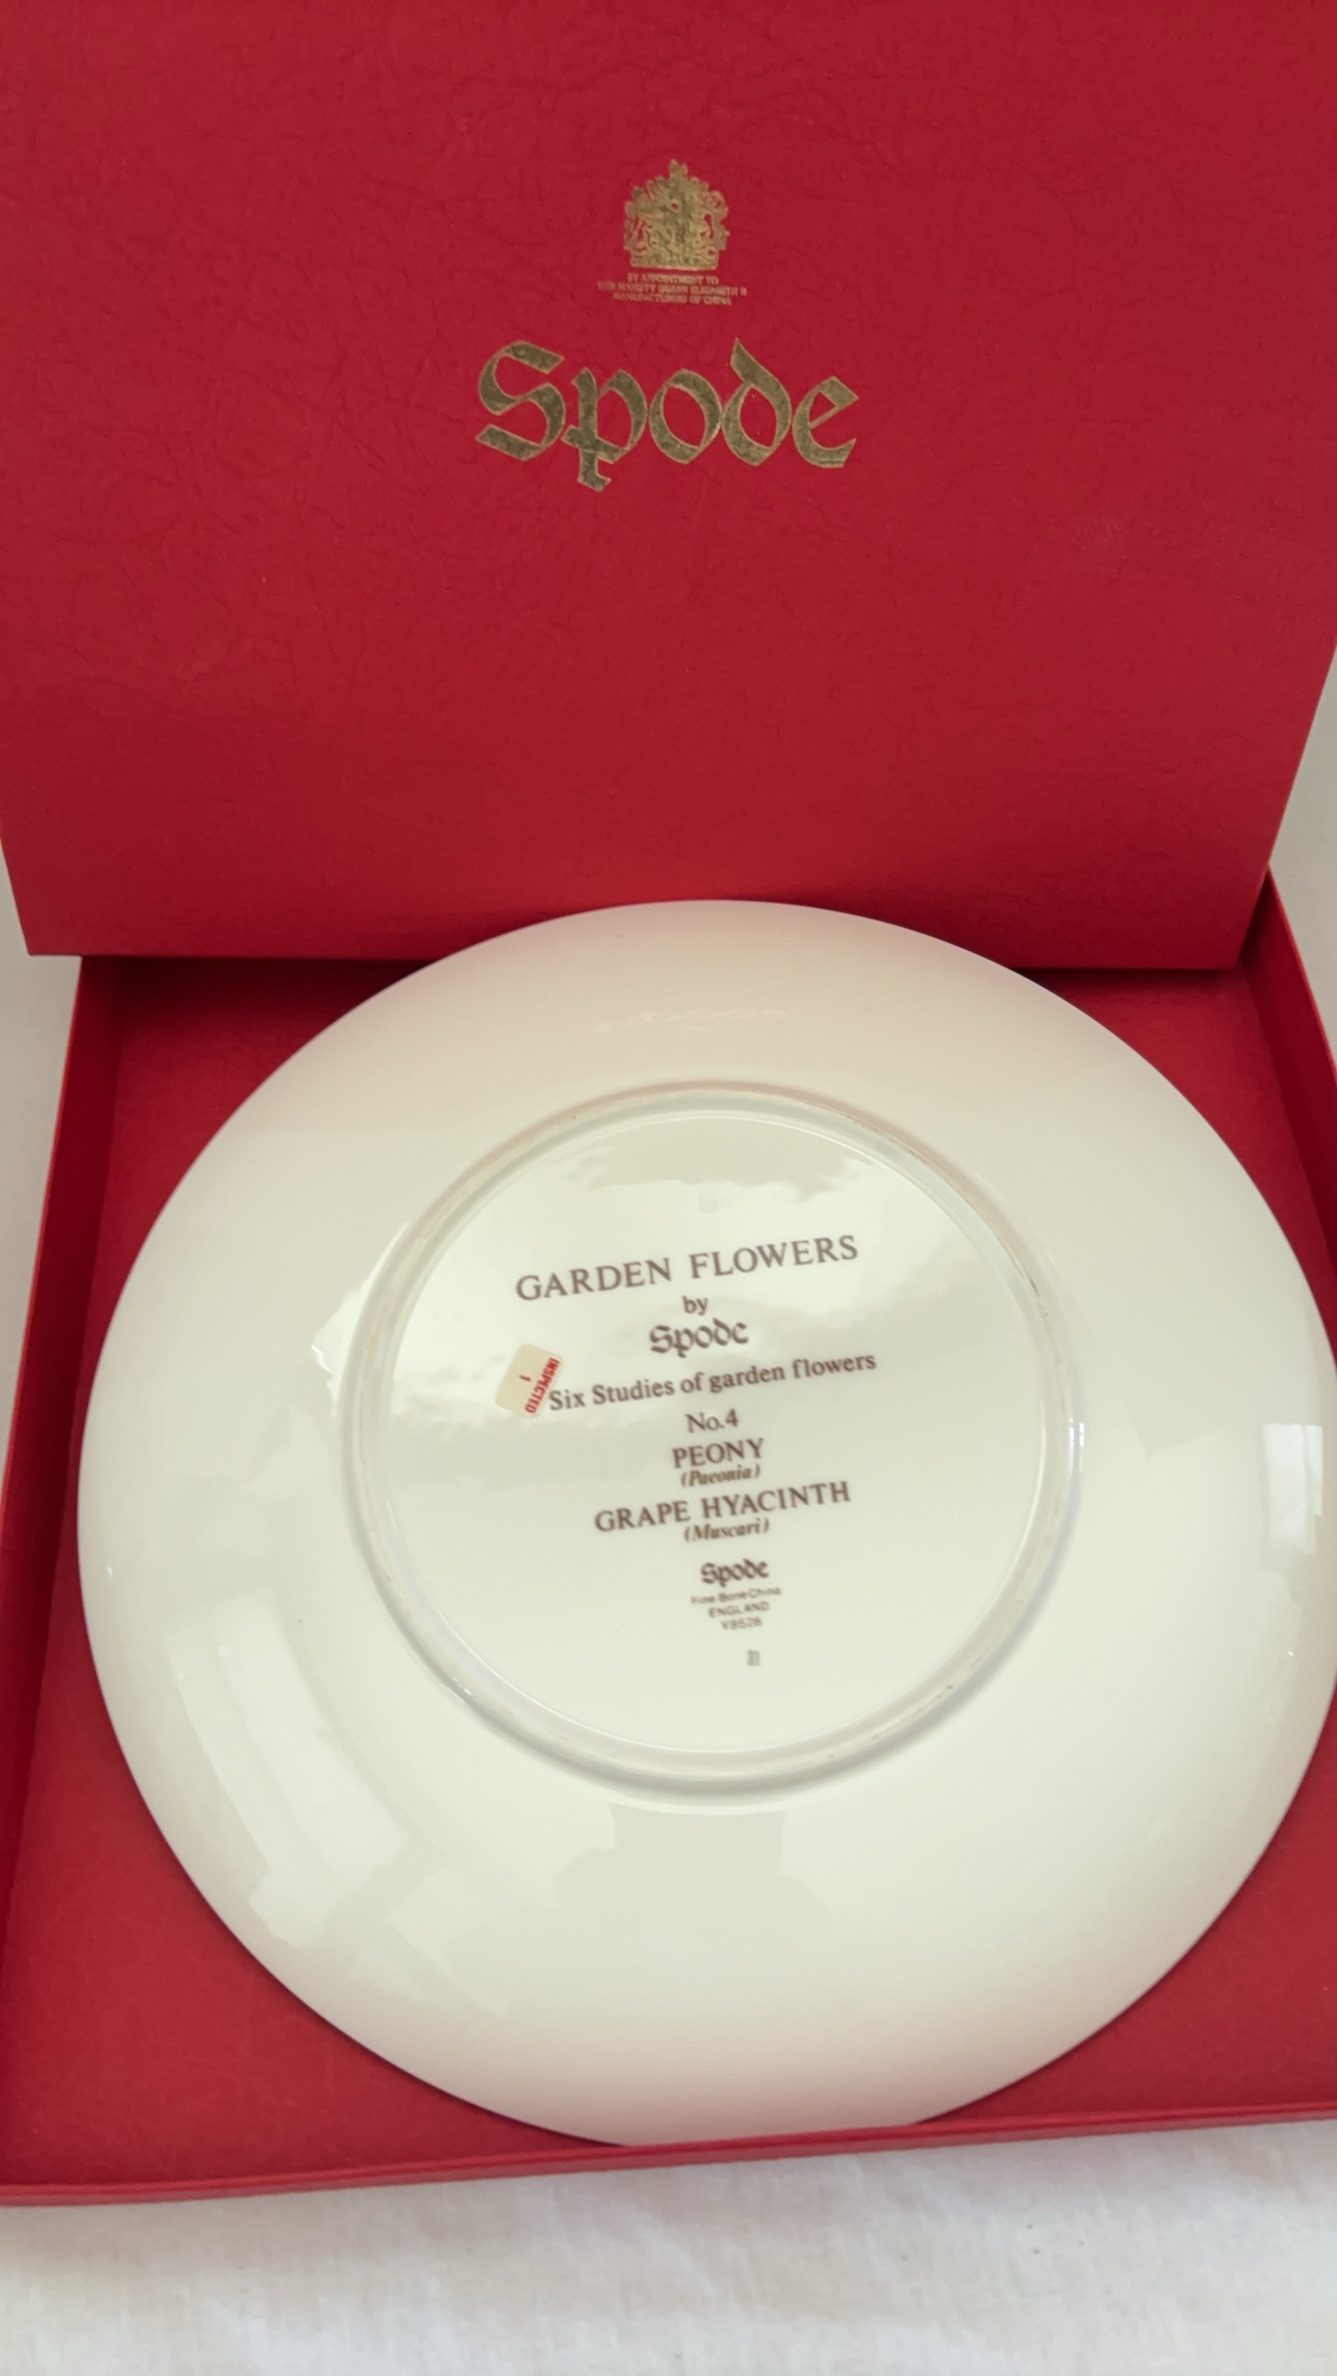 BY APPOINTMENT TO
HER MAJESTY QUEEN ELIZABETH II
MANUFACTURERS OF CHINA
Spode
GARDEN FLOWERS
by
Spode
Six Studies of garden flowers
No.4
PEONY
(Paeonia)
GRAPE HYACINTH
(Muscari)
Spode
Fine Bone China
ENGLAND
Y8528
31
INSPECTED
1